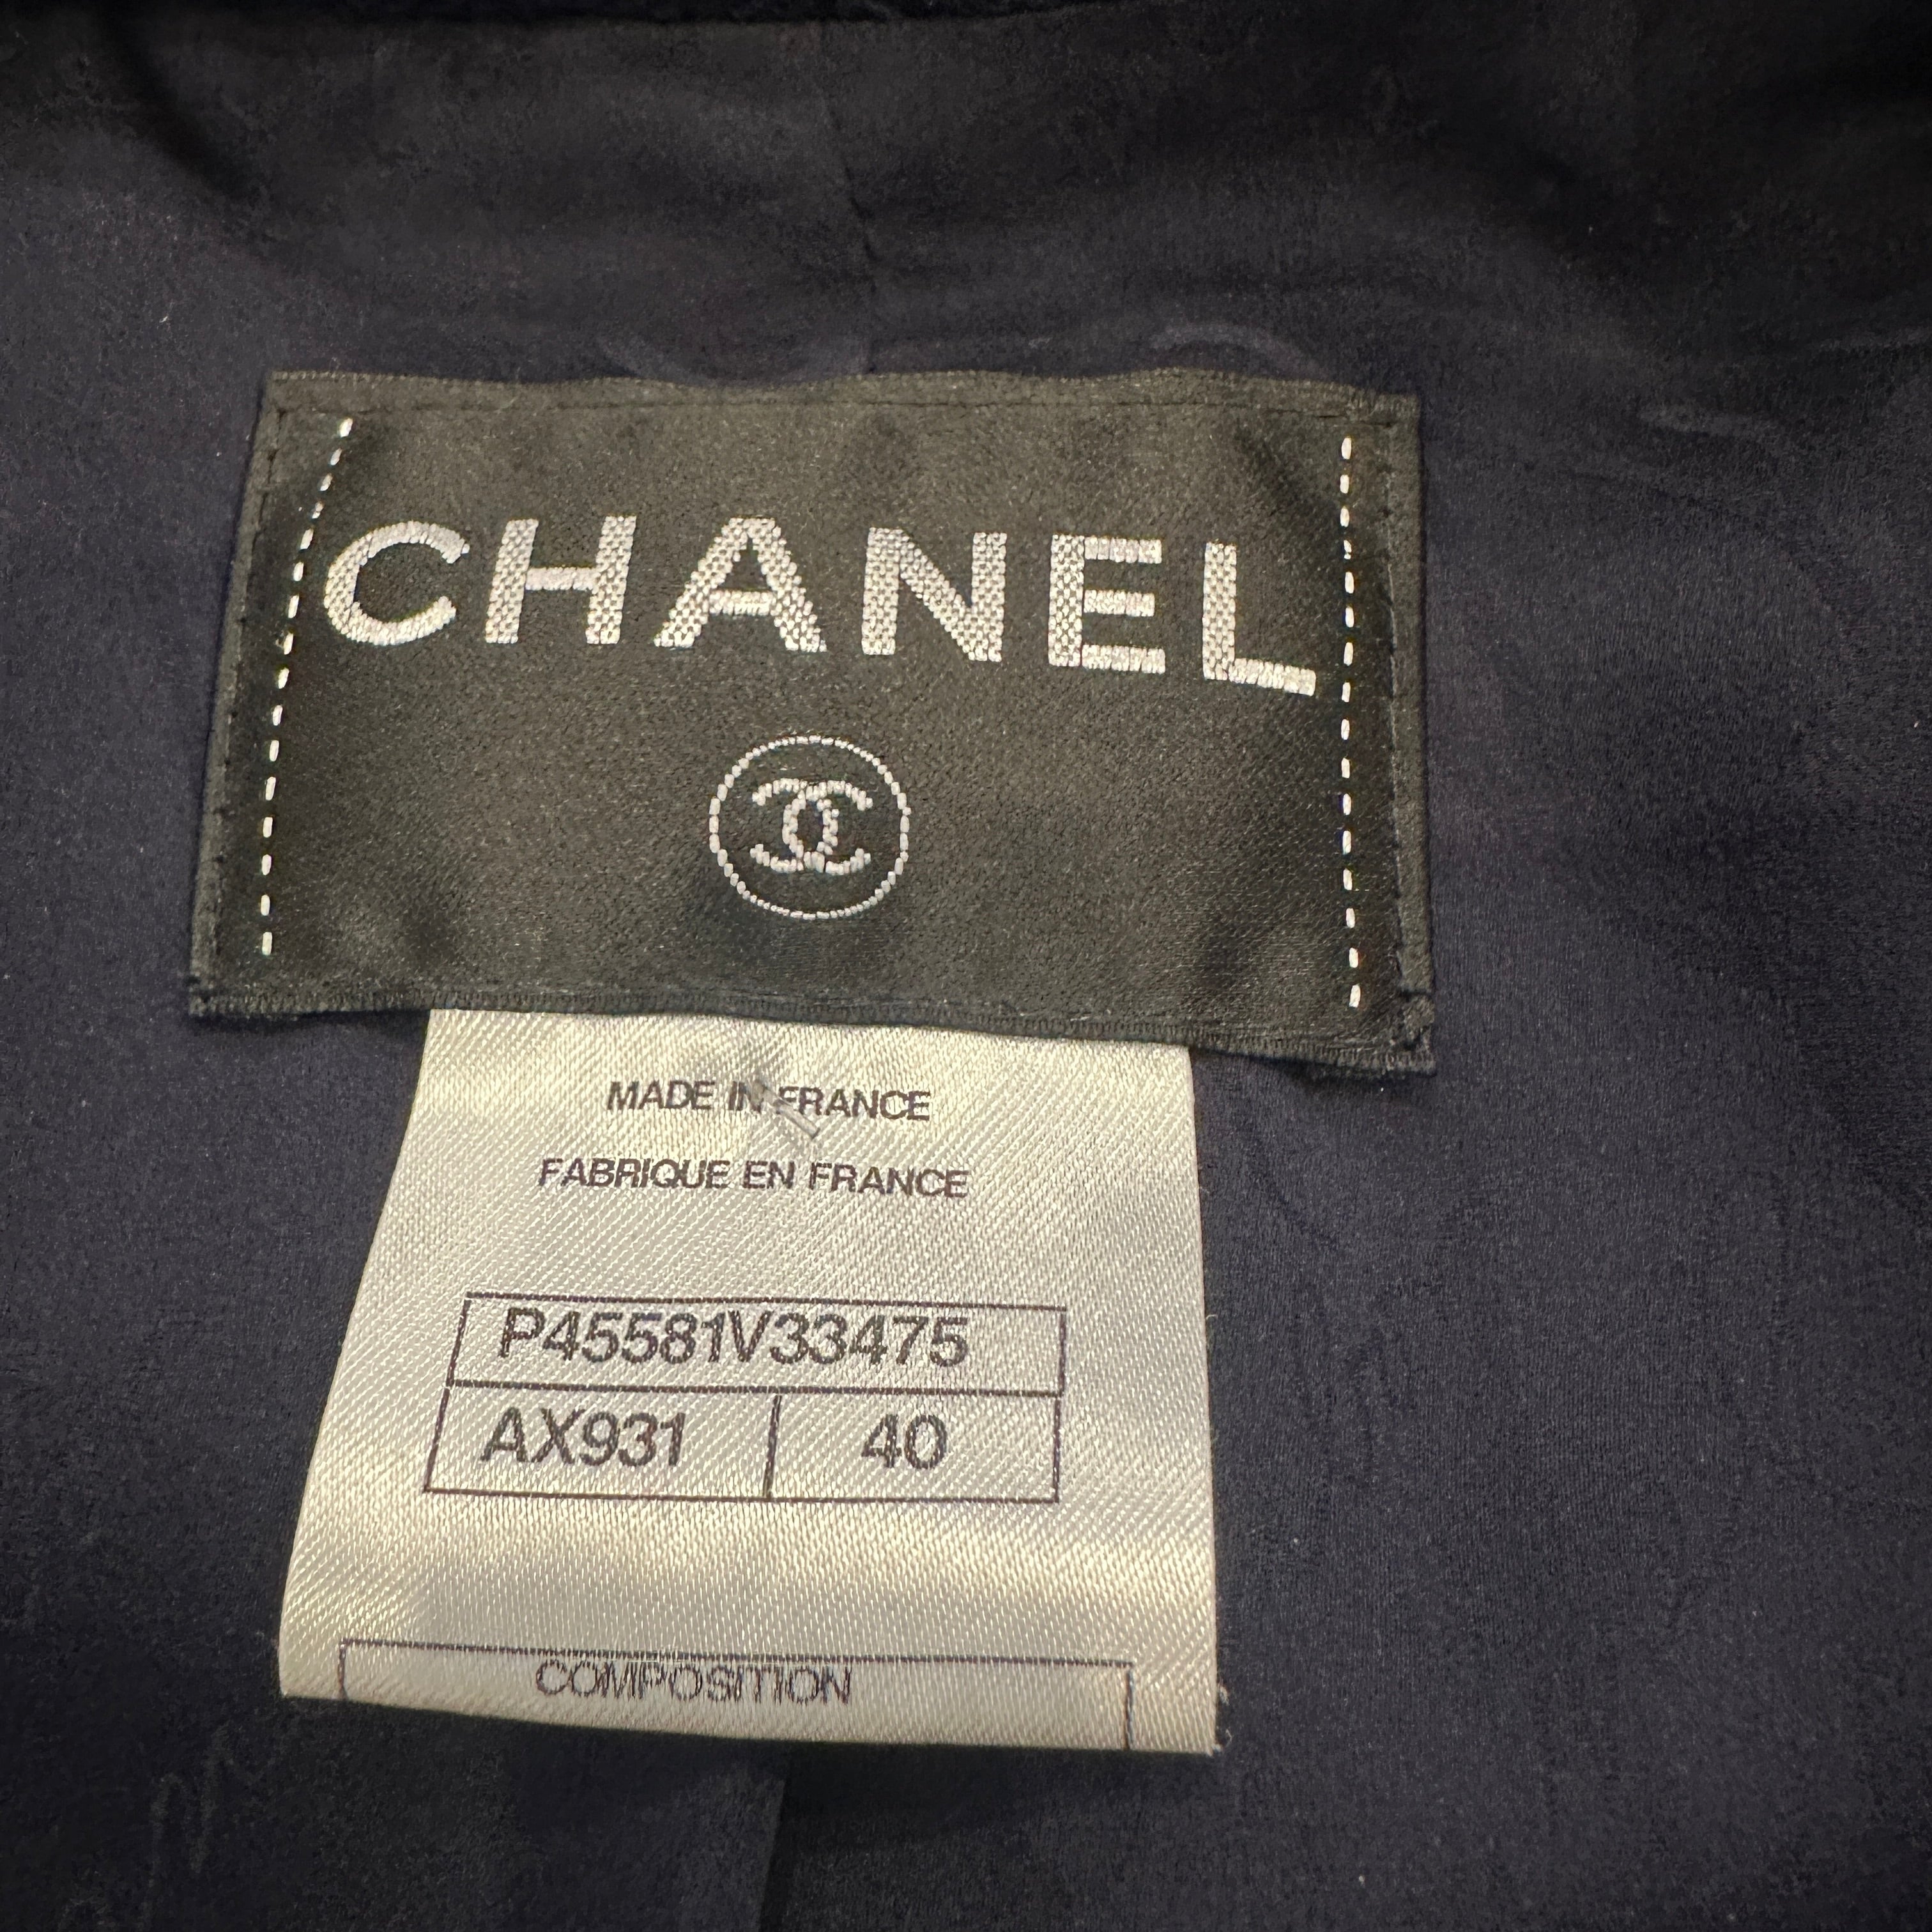 CHANEL
MADE IN FRANCE
FABRIQUE EN FRANCE
P45581V33475
AX931 40
COMPOSITION